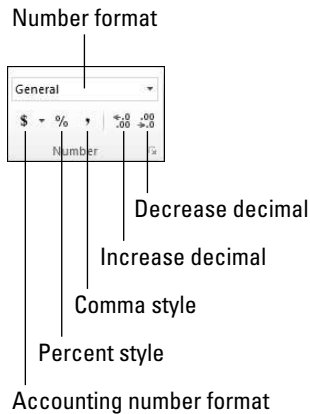 Number format
General
$ % , ←.0 .00 .00 →.0
Number
Decrease decimal
Increase decimal
Comma style
Percent style
Accounting number format